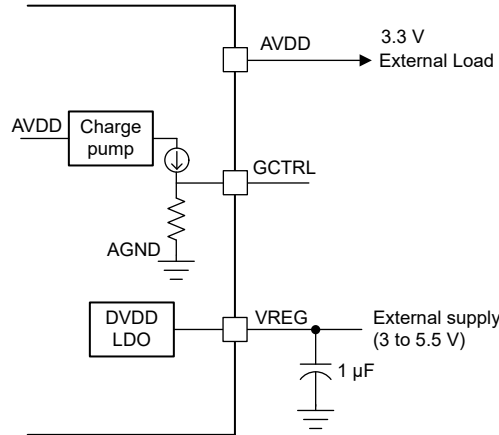 AVDD
3.3 V
External Load
AVDD
Charge
pump
GCTRL
AGND
DVDD
LDO
VREG
External supply
(3 to 5.5 V)
1 µF